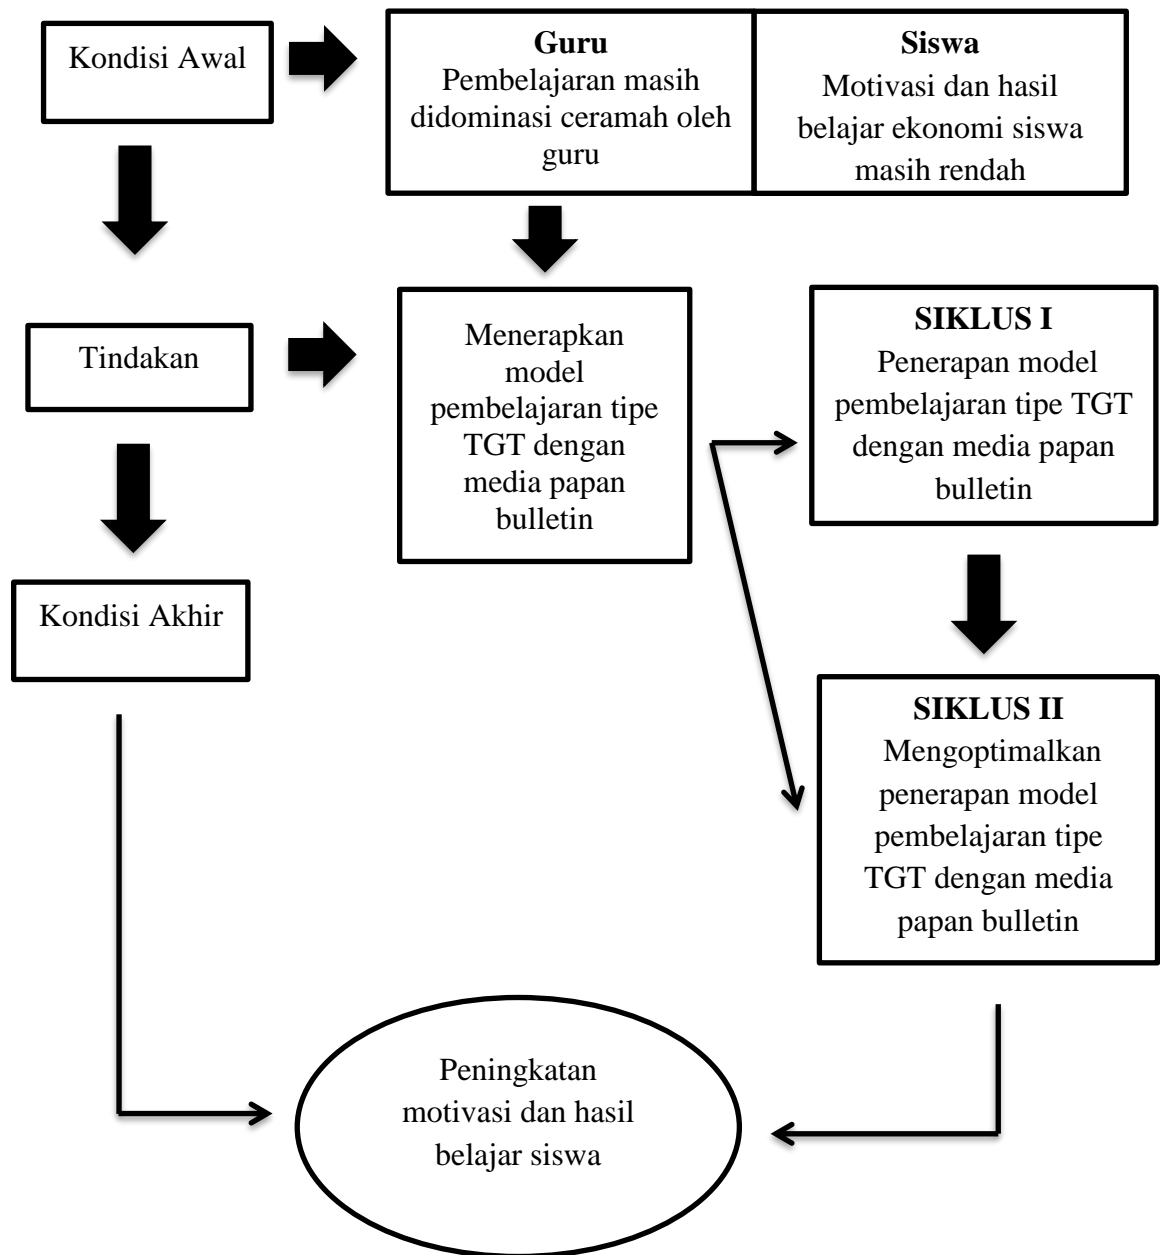 Kondisi Awal
Guru
Pembelajaran masih
didominasi ceramah oleh
guru
Siswa
Motivasi dan hasil
belajar ekonomi siswa
masih rendah
Tindakan
Menerapkan
model
pembelajaran tipe
TGT dengan
media papan
bulletin
SIKLUS I
Penerapan model
pembelajaran tipe TGT
dengan media papan
bulletin
Kondisi Akhir
SIKLUS II
Mengoptimalkan
penerapan model
pembelajaran tipe
TGT dengan media
papan bulletin
Peningkatan
motivasi dan hasil
belajar siswa